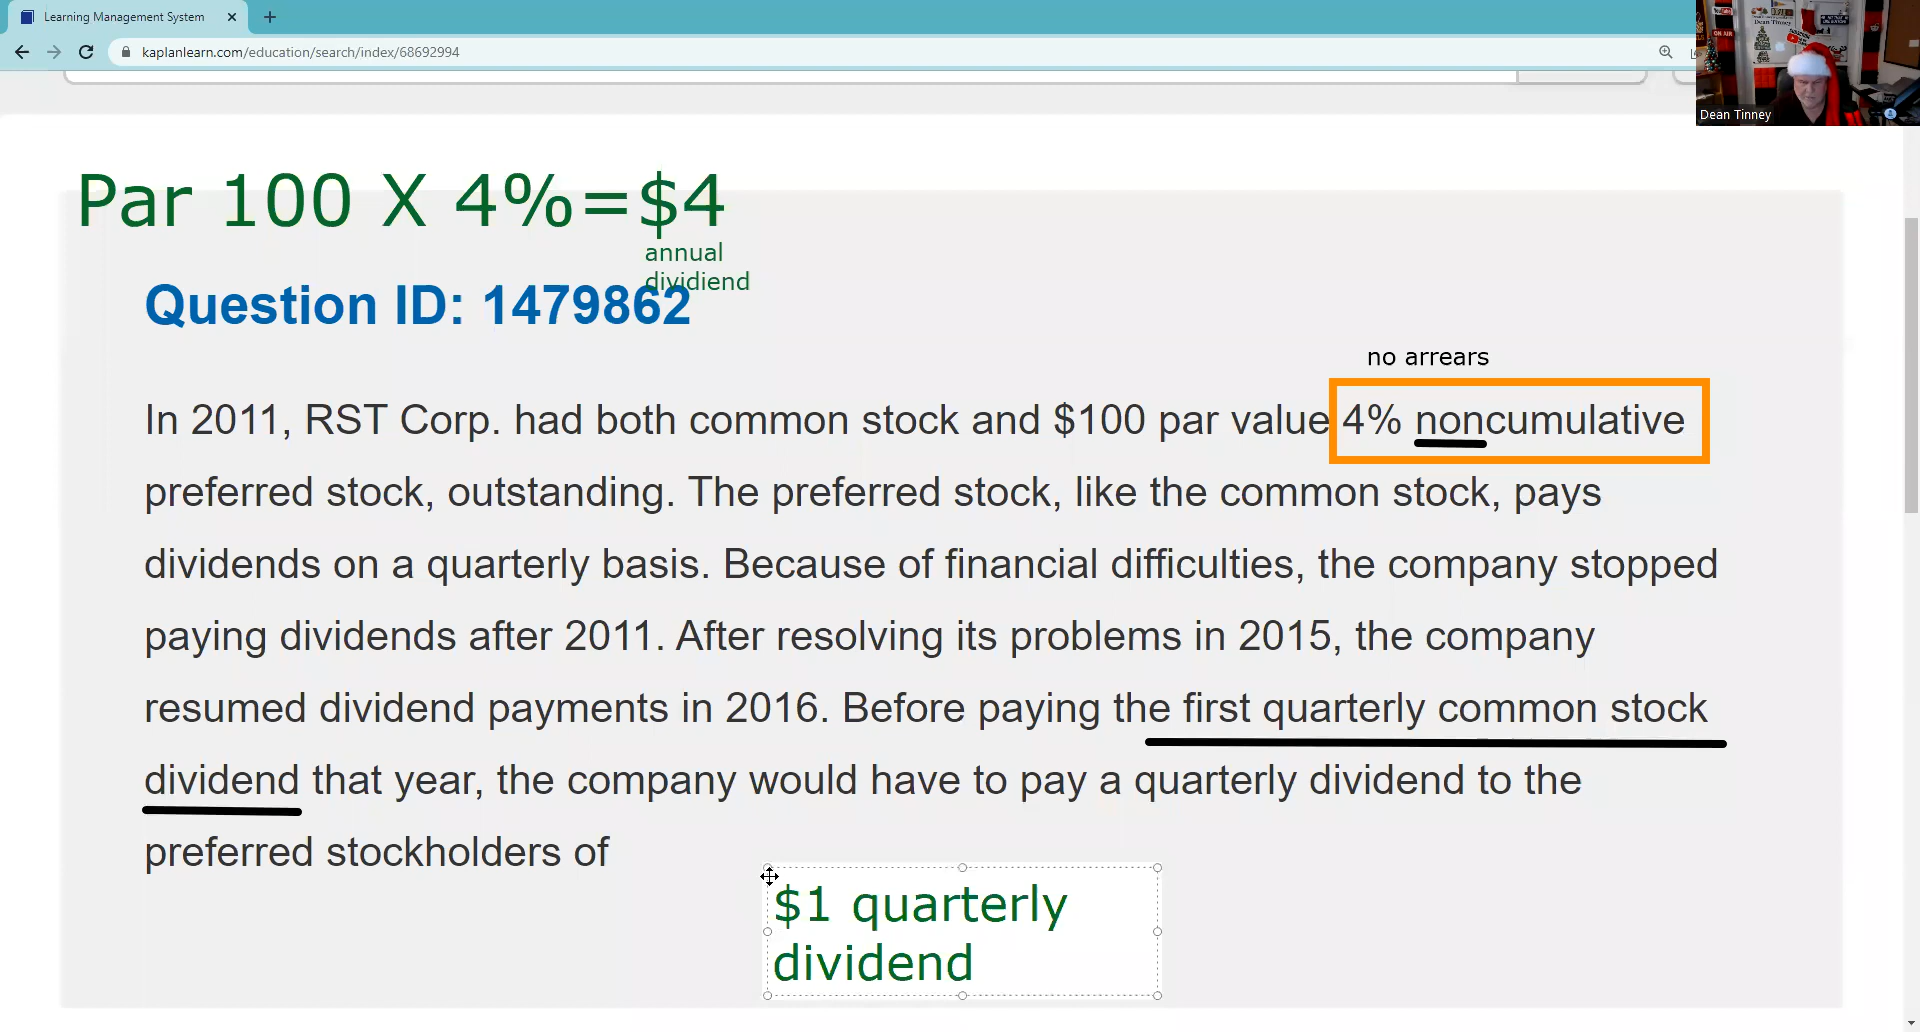 Learning Management System
kaplanlearn.com/education/search/index/68692994
YouTube
ON AIR
Dean Tinney
Dean Tinney
Par 100 X 4%=$4
annual
dividiend
Question ID: 1479862
no arrears
In 2011, RST Corp. had both common stock and $100 par value 4% noncumulative
preferred stock, outstanding. The preferred stock, like the common stock, pays
dividends on a quarterly basis. Because of financial difficulties, the company stopped
paying dividends after 2011. After resolving its problems in 2015, the company
resumed dividend payments in 2016. Before paying the first quarterly common stock
dividend that year, the company would have to pay a quarterly dividend to the
preferred stockholders of
$1 quarterly
dividend